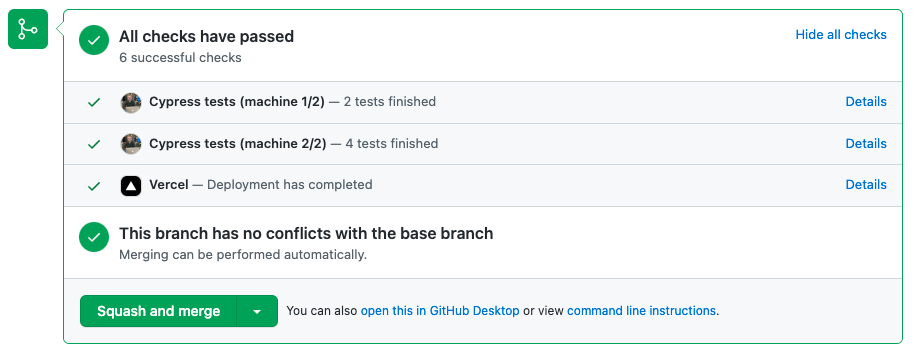 All checks have passed
Hide all checks
6 successful checks
Cypress tests (machine 1/2) — 2 tests finished
Details
Cypress tests (machine 2/2) — 4 tests finished
Details
Vercel — Deployment has completed
Details
This branch has no conflicts with the base branch
Merging can be performed automatically.
Squash and merge
You can also open this in GitHub Desktop or view command line instructions.